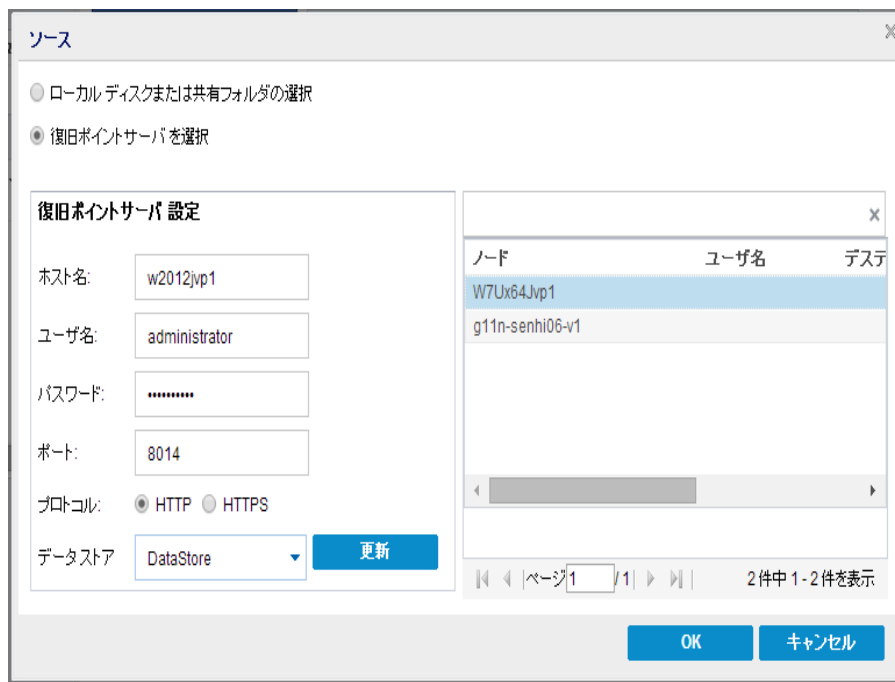 ソース
ローカル ディスクまたは共有フォルダの選択
復旧ポイントサーバ を選択
復旧ポイントサーバ 設定
ホスト名: w2012jvp1
ユーザ名: administrator
パスワード: ••••••••••
ポート: 8014
プロトコル: HTTP HTTPS
データストア DataStore 更新
ノード ユーザ名 デステ
W7Ux64Jvp1
g11n-senhi06-v1
ページ 1 / 1 2 件中 1 - 2 件を表示
OK キャンセル